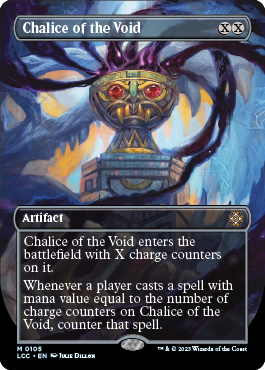 Chalice of the Void XX
Artifact
Chalice of the Void enters the
battlefield with X charge counters
on it.
Whenever a player casts a spell with
mana value equal to the number of
charge counters on Chalice of the
Void, counter that spell.
M 0105
LCC • EN Julie Dillon
™ & © 2023 Wizards of the Coast